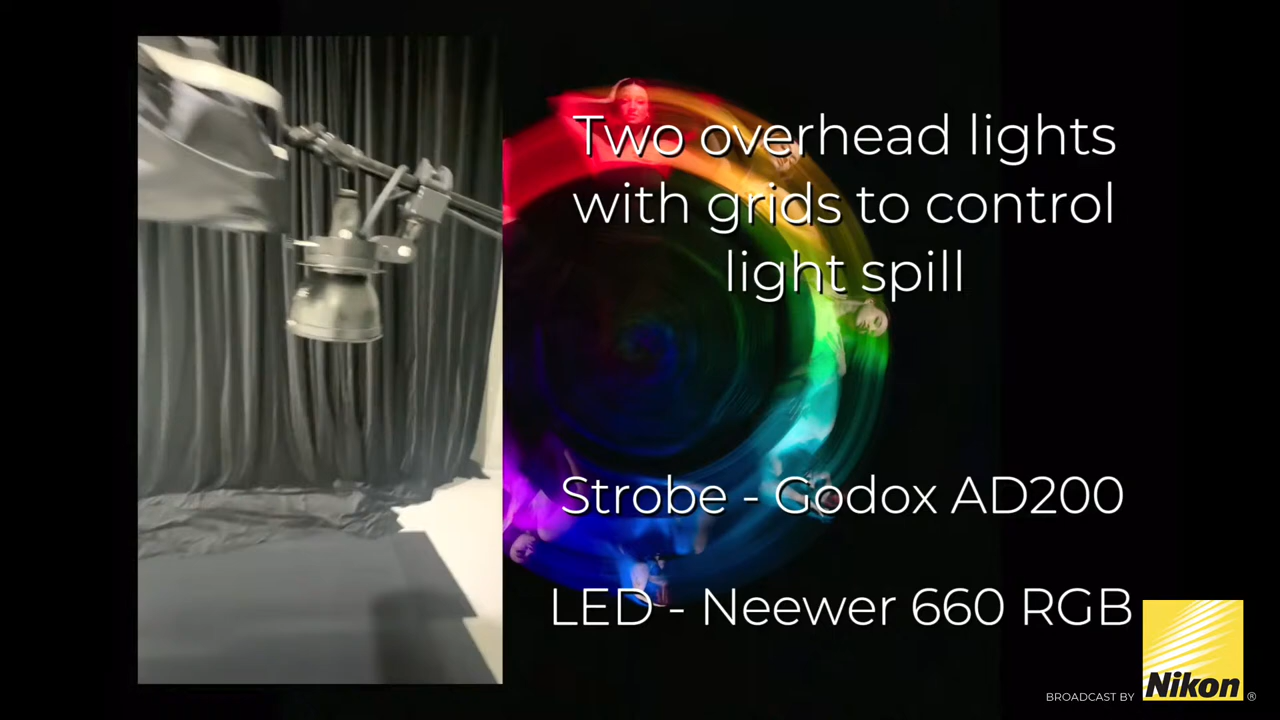 Two overhead lights
with grids to control
light spill
Strobe - Godox AD200
LED - Neewer 660 RGB
BROADCAST BY
Nikon
®